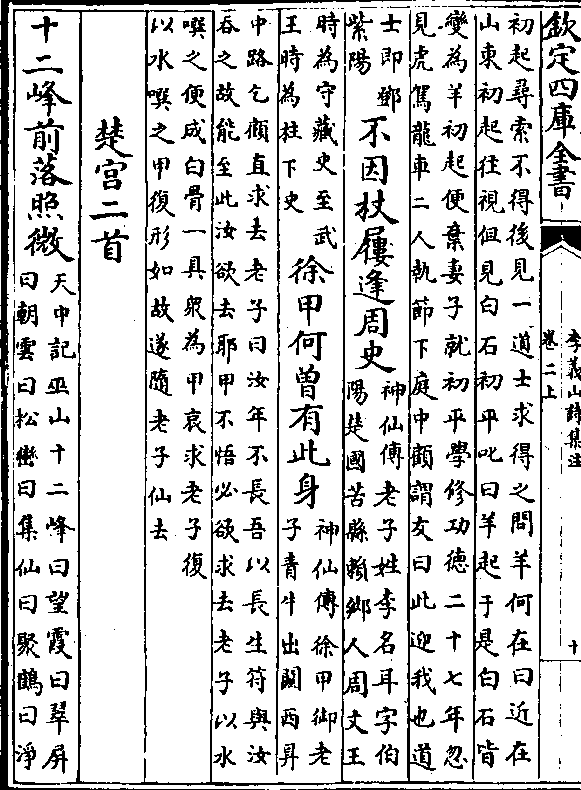 欽定四庫全書
李義山詩集注
卷二上
十
初起尋索不得後見一道士求得之問羊何在曰近在
山東初起往視但見白石初平叱曰羊起于是白石皆
變為羊初起便棄妻子就初平學修功德二十七年忽
見虎駕龍車二人執節下庭中顧謂友曰此迎我也道
士即鄧
紫陽
不因杖屨逢周史
神仙傳老子姓李名耳字伯
陽楚國苦縣賴鄉人周文王
時為守藏史至武
王時為柱下史
徐甲何曾有此身
神仙傳徐甲御老
子青牛出關西昇
中路乞顧直求去老子曰汝年不長吾以長生符與汝
吞之故能至此汝欲去耶甲不悟必欲求去老子以水
噀之便成白骨一具衆為甲哀求老子復
以水噀之甲復形如故遂隨老子仙去
楚宫二首
十二峰前落照微
天中記巫山十二峰曰望霞曰翠屏
曰朝雲曰松巒曰集仙曰聚鶴曰淨